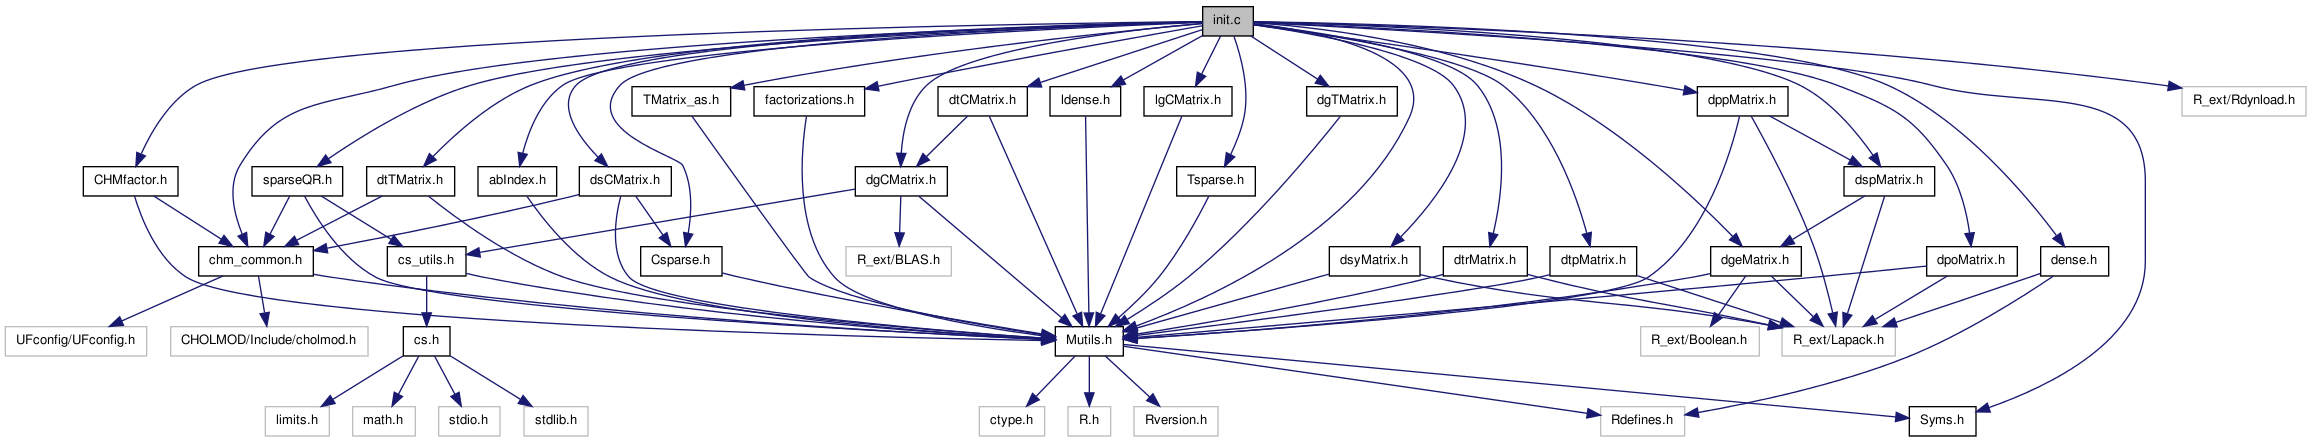 init.c
TMatrix_as.h
factorizations.h
dtCMatrix.h
ldense.h
lgCMatrix.h
dgTMatrix.h
dppMatrix.h
R_ext/Rdynload.h
CHMfactor.h
sparseQR.h
dtTMatrix.h
abIndex.h
dsCMatrix.h
dgCMatrix.h
Tsparse.h
dspMatrix.h
chm_common.h
cs_utils.h
Csparse.h
R_ext/BLAS.h
dsyMatrix.h
dtrMatrix.h
dtpMatrix.h
dgeMatrix.h
dpoMatrix.h
dense.h
UFconfig/UFconfig.h
CHOLMOD/Include/cholmod.h
cs.h
Mutils.h
R_ext/Boolean.h
R_ext/Lapack.h
limits.h
math.h
stdio.h
stdlib.h
ctype.h
R.h
Rversion.h
Rdefines.h
Syms.h